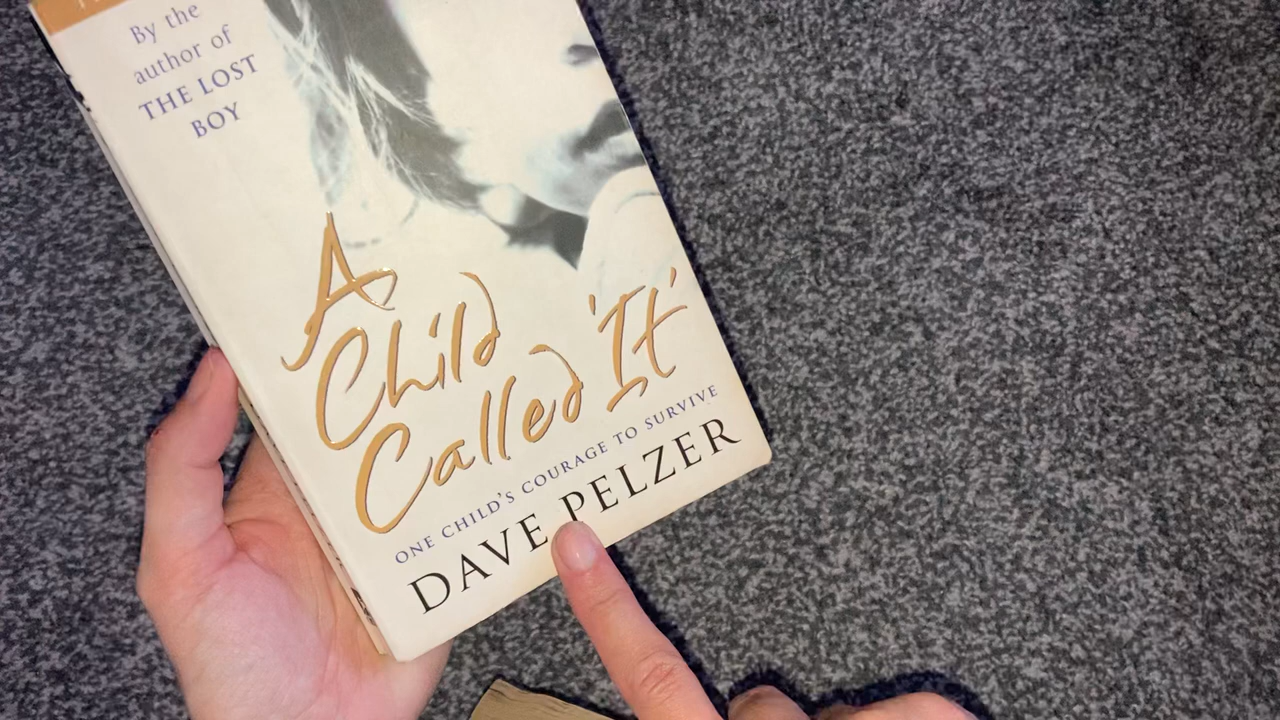 By the
author of
THE LOST
BOY
A
Child
Called 'It'
ONE CHILD'S COURAGE TO SURVIVE
DAVE PELZER